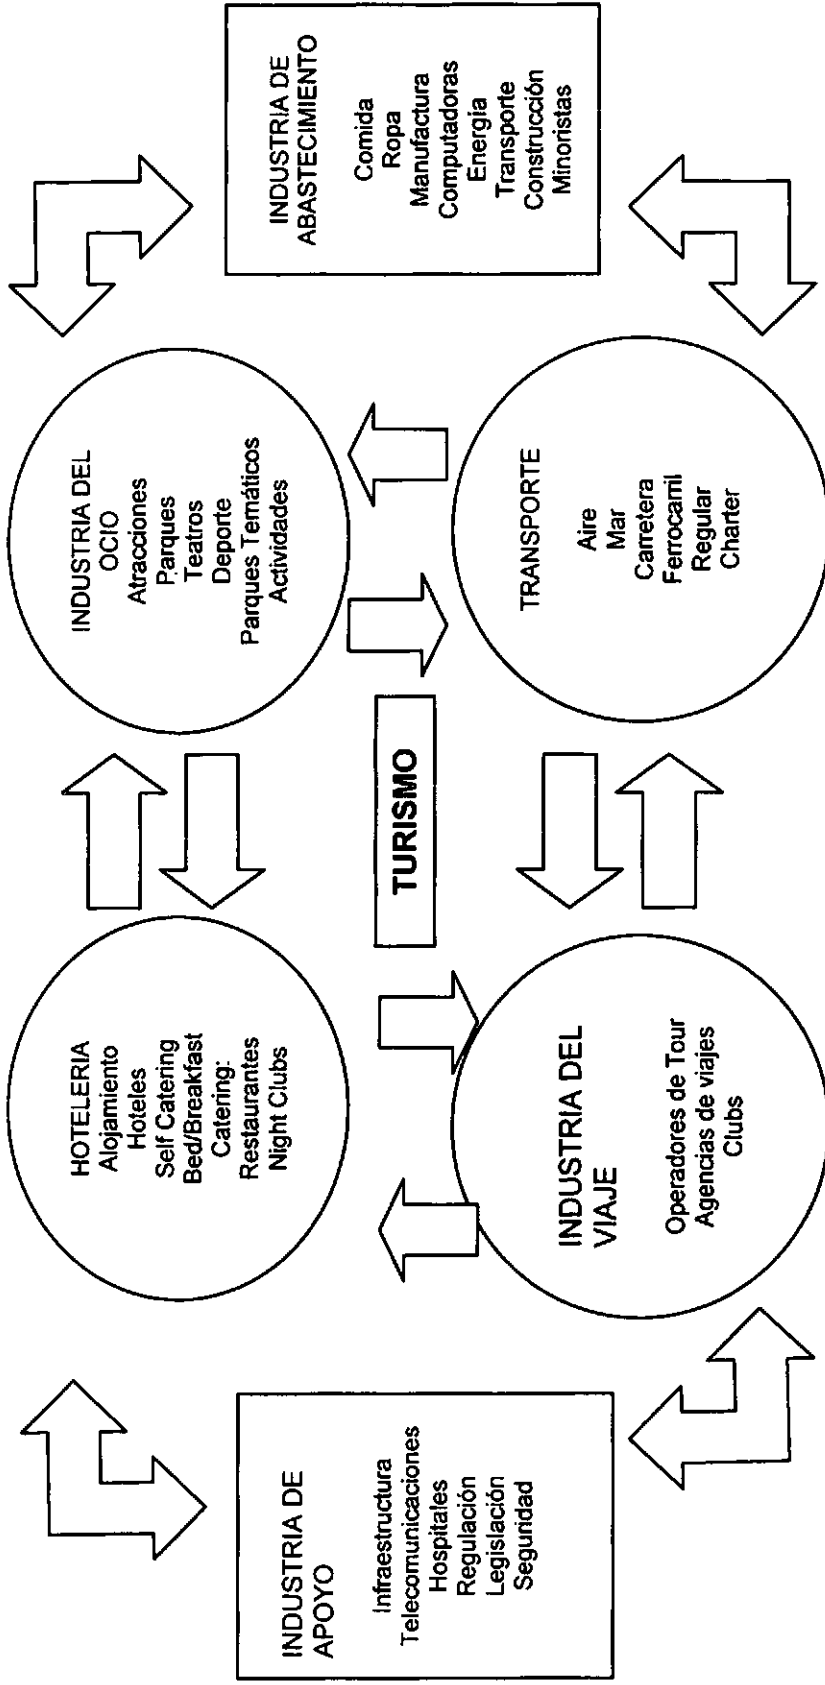 INDUSTRIA DE
APOYO
Infraestructura
Telecomunicaciones
Hospitales
Regulación
Legislación
Seguridad
HOTELERIA
Alojamiento
Hoteles
Self Catering
Bed/Breakfast
Catering:
Restaurantes
Night Clubs
INDUSTRIA DEL
OCIO
Atracciones
Parques
Teatros
Deporte
Parques Temáticos
Actividades
TURISMO
INDUSTRIA DEL
VIAJE
Operadores de Tour
Agencias de viajes
Clubs
TRANSPORTE
Aire
Mar
Carretera
Ferrocarril
Regular
Charter
INDUSTRIA DE
ABASTECIMIENTO
Comida
Ropa
Manufactura
Computadoras
Energía
Transporte
Construcción
Minoristas